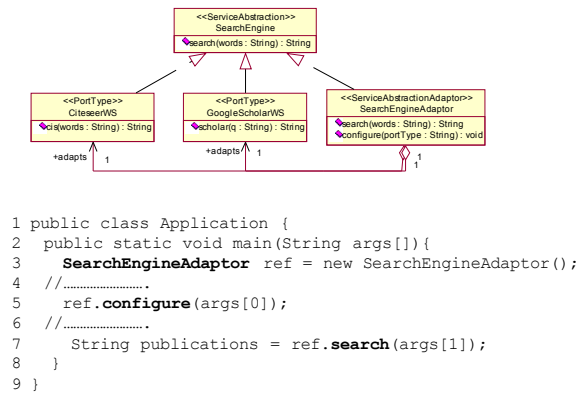 <<ServiceAbstraction>>
SearchEngine
search(words : String) : String
<<PortType>>
CiteseerWS
cis(words : String) : String
<<PortType>>
GoogleScholarWS
scholar(q : String) : String
<<ServiceAbstractionAdaptor>>
SearchEngineAdaptor
search(words : String) : String
configure(portType : String) : void
+adapts
1
+adapts
1
1
1
1 public class Application {
2 public static void main(String args[]){
3 SearchEngineAdaptor ref = new SearchEngineAdaptor();
4 //…………………….
5 ref.configure(args[0]);
6 //…………………….
7 String publications = ref.search(args[1]);
8 }
9 }